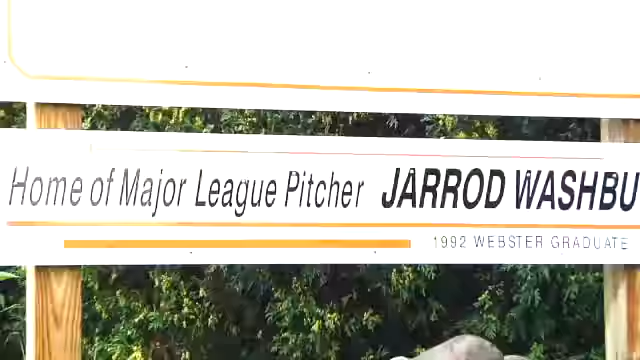 Home of Major League Pitcher JARROD WASHBU
1992 WEBSTER GRADUATE